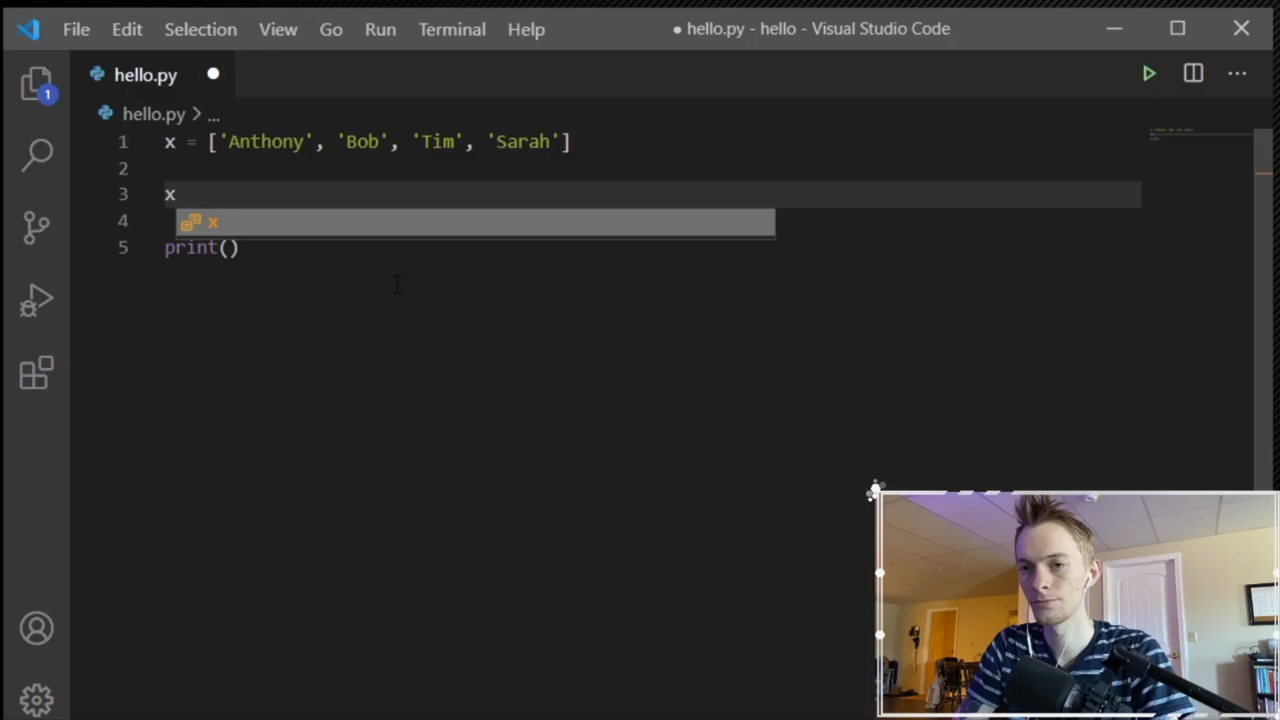 File Edit Selection View Go Run Terminal Help ● hello.py - hello - Visual Studio Code
hello.py
hello.py > ...
1 x = ['Anthony', 'Bob', 'Tim', 'Sarah']
2
3 x
4 x
5 print()
1